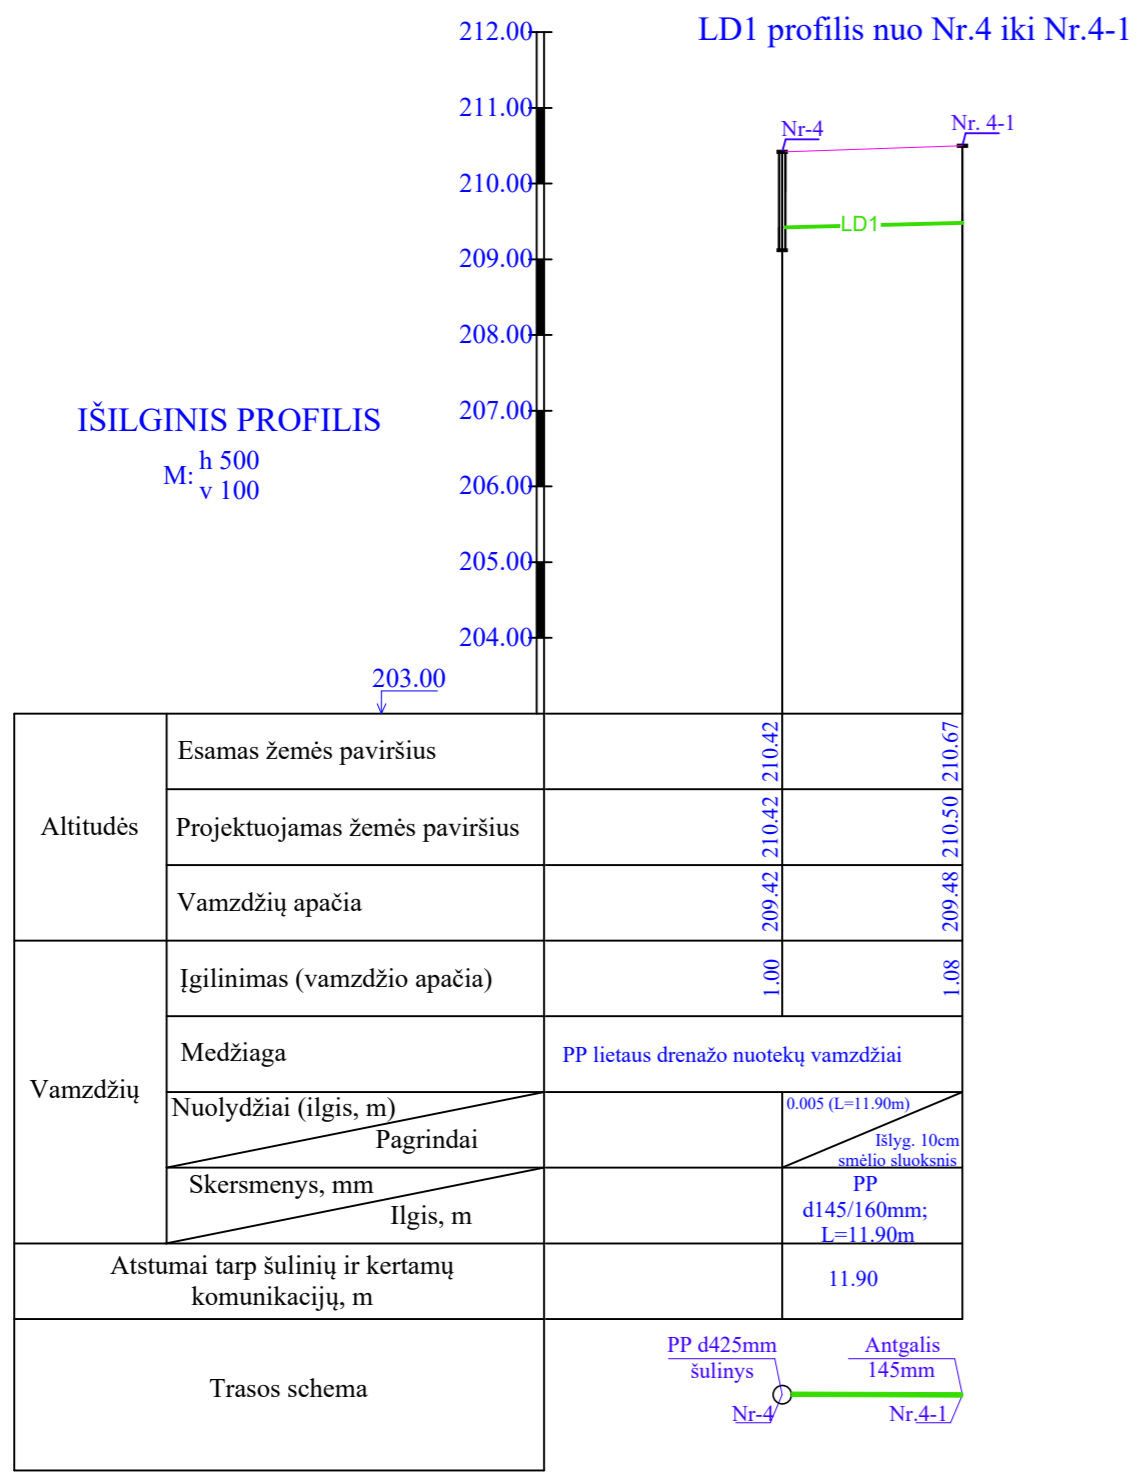 LD1 profilis nuo Nr.4 iki Nr.4-1
212.00
211.00
210.00
209.00
208.00
207.00
206.00
205.00
204.00
203.00
Nr-4
Nr. 4-1
LD1
IŠILGINIS PROFILIS
M: h 500
v 100
Altitudės
Esamas žemės paviršius
210.42
210.67
Projektuojamas žemės paviršius
210.42
210.50
Vamzdžių apačia
209.42
209.48
Vamzdžių
Įgilinimas (vamzdžio apačia)
1.00
1.08
Medžiaga
PP lietaus drenažo nuotekų vamzdžiai
Nuolydžiai (ilgis, m)
Pagrindai
0.005 (L=11.90m)
Išlyg. 10cm
smėlio sluoksnis
Skersmenys, mm
Ilgis, m
PP
d145/160mm;
L=11.90m
Atstumai tarp šulinių ir kertamų
komunikacijų, m
11.90
Trasos schema
PP d425mm
šulinys
Nr-4
Antgalis
145mm
Nr.4-1